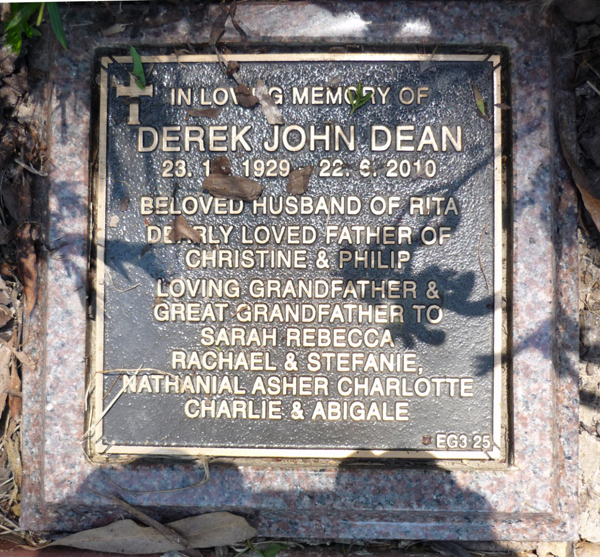 IN LOVING MEMORY OF
DEREK JOHN DEAN
1929 22. 6. 2010
BELOVED HUSBAND OF RITA
DEARLY LOVED FATHER OF
CHRISTINE & PHILIP
LOVING GRANDFATHER &
GREAT GRANDFATHER TO
SARAH REBECCA
RACHAEL & STEFANIE,
NATHANIAL ASHER CHARLOTTE
CHARLIE & ABIGALE
EG3 25